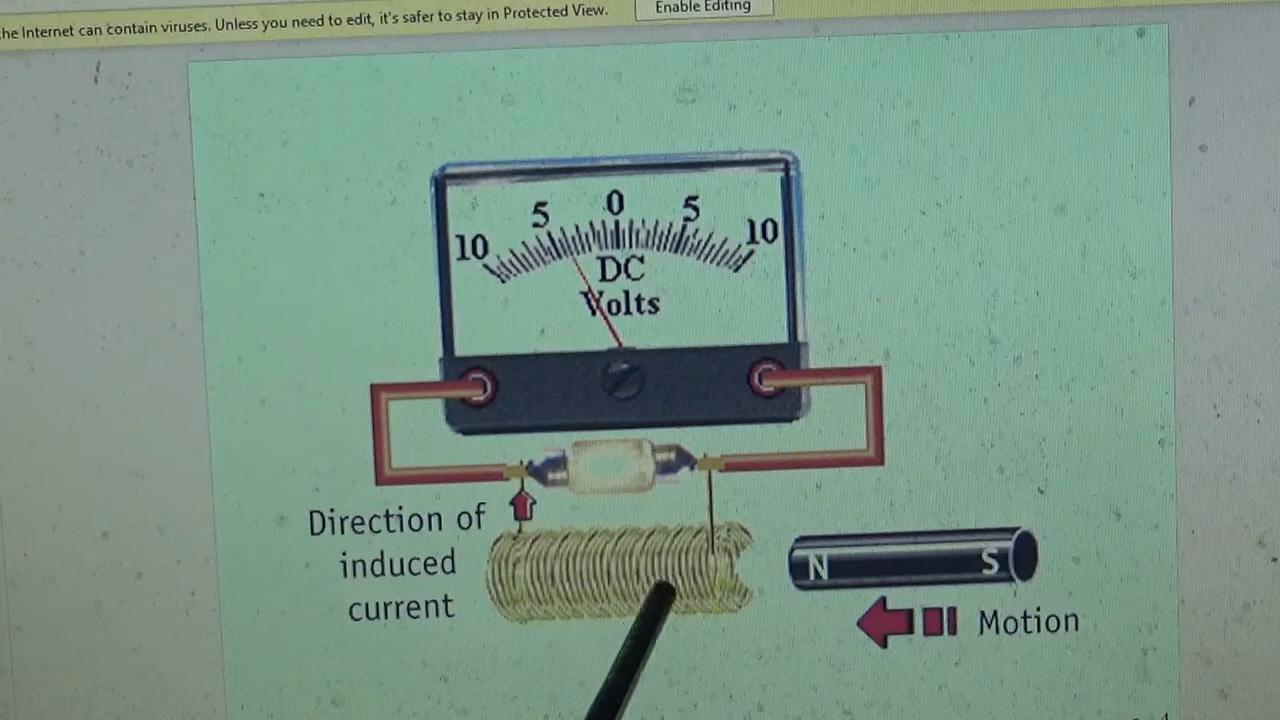 he Internet can contain viruses. Unless you need to edit, it's safer to stay in Protected View.
Enable Editing
10 5 0 5 10
DC
Volts
Direction of
induced
current
N S
Motion